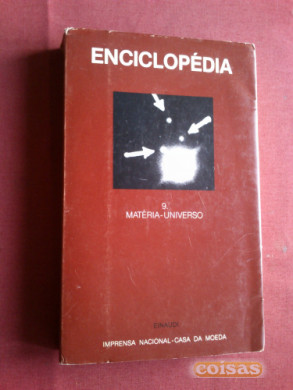 ENCICLOPÉDIA
9.
MATÉRIA-UNIVERSO
EINAUDI
IMPRENSA NACIONAL-CASA DA MOEDA
coisas